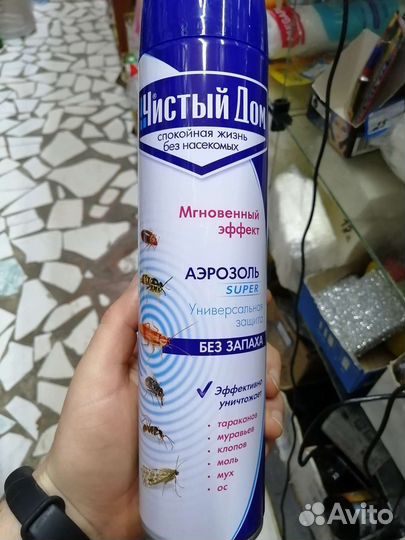 Чистый Дом
спокойная жизнь
без насекомых
Мгновенный
эффект
АЭРОЗОЛЬ
SUPER
Универсальная
защита
БЕЗ ЗАПАХА
Эффективно
уничтожает
• тараканов
• муравьев
• клопов
• моль
• мух
• ос
Avito